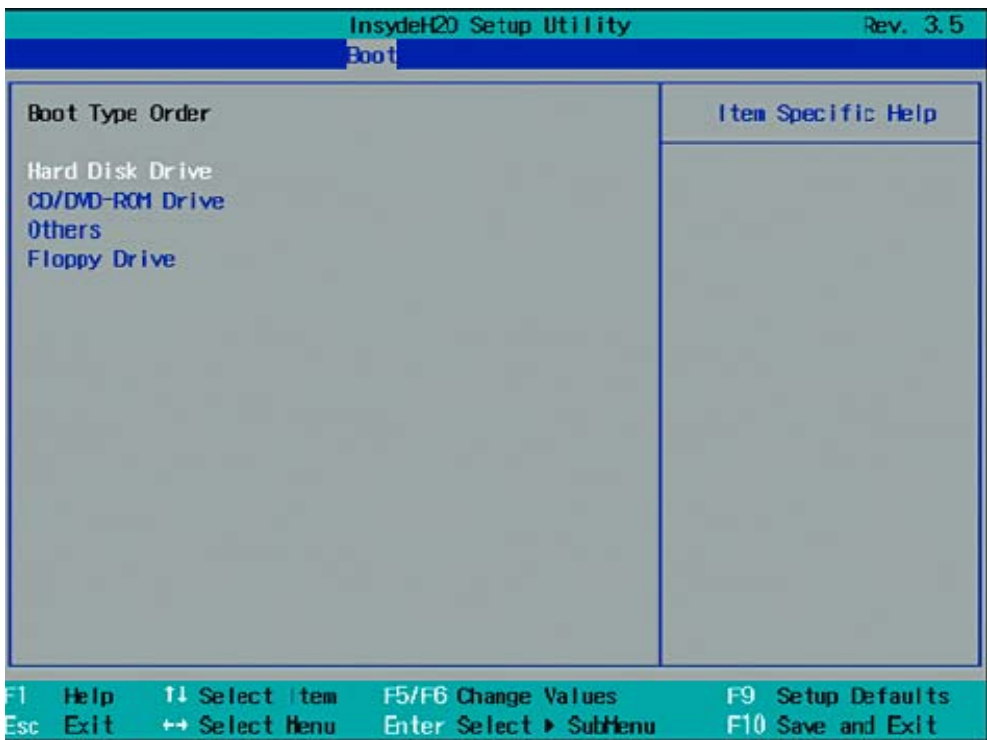 InsydeH2O Setup Utility Rev. 3.5
Boot
Boot Type Order
Item Specific Help
Hard Disk Drive
CD/DVD-ROM Drive
Others
Floppy Drive
F1 Help ↑↓ Select Item F5/F6 Change Values F9 Setup Defaults
Esc Exit ←→ Select Menu Enter Select ▶ SubMenu F10 Save and Exit